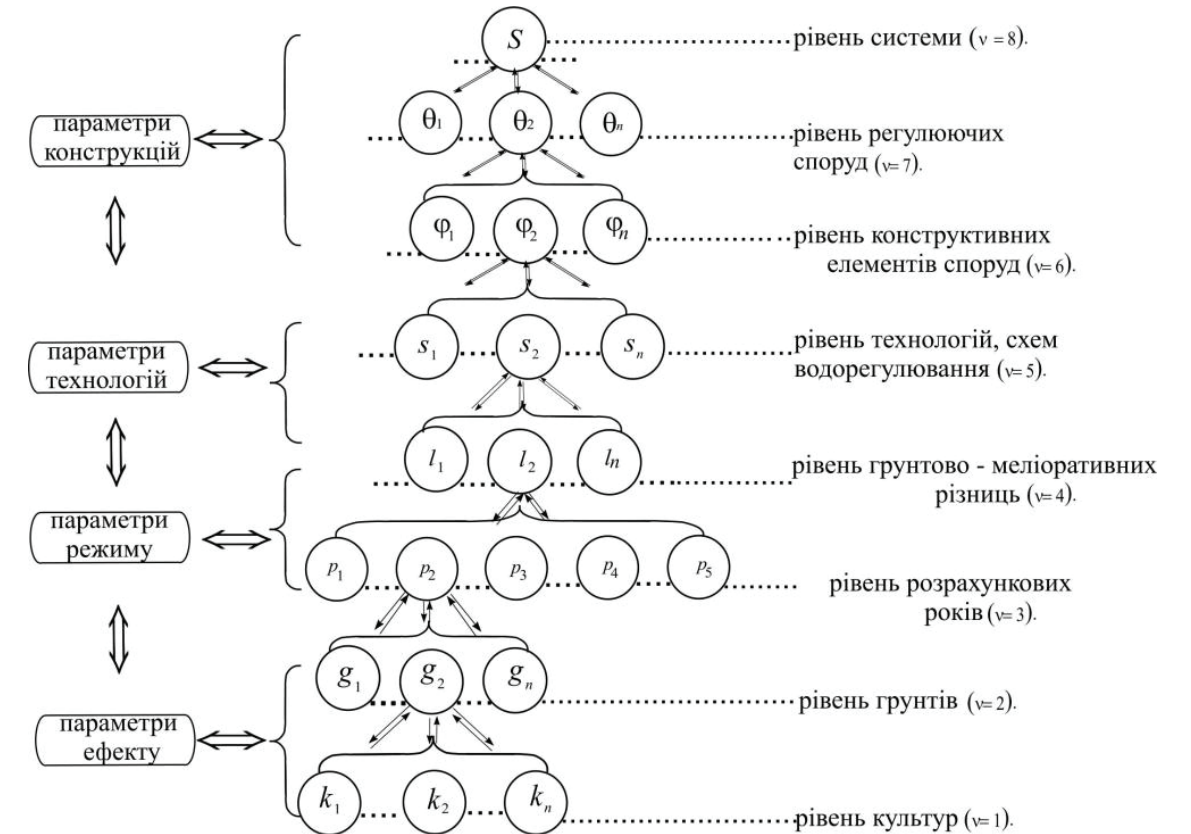 S
рівень системи (ν = 8).
θ1 θ2 θn
параметри
конструкцій
рівень регулюючих
споруд (ν= 7).
φ1 φ2 φn
рівень конструктивних
елементів споруд (ν= 6).
параметри
технологій
s1 s2 sn
рівень технологій, схем
водорегулювання (ν= 5).
l1 l2 ln
рівень грунтово - меліоративних
різниць (ν= 4).
параметри
режиму
p1 p2 p3 p4 p5
рівень розрахункових
років (ν= 3).
g1 g2 gn
рівень грунтів (ν= 2).
параметри
ефекту
k1 k2 kn
рівень культур (ν= 1).